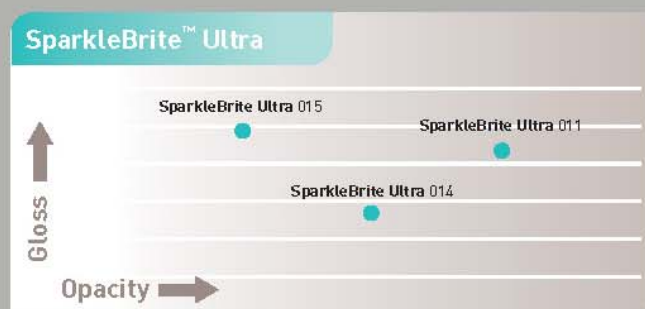 SparkleBrite™ Ultra
SparkleBrite Ultra 015
SparkleBrite Ultra 011
SparkleBrite Ultra 014
Gloss
Opacity